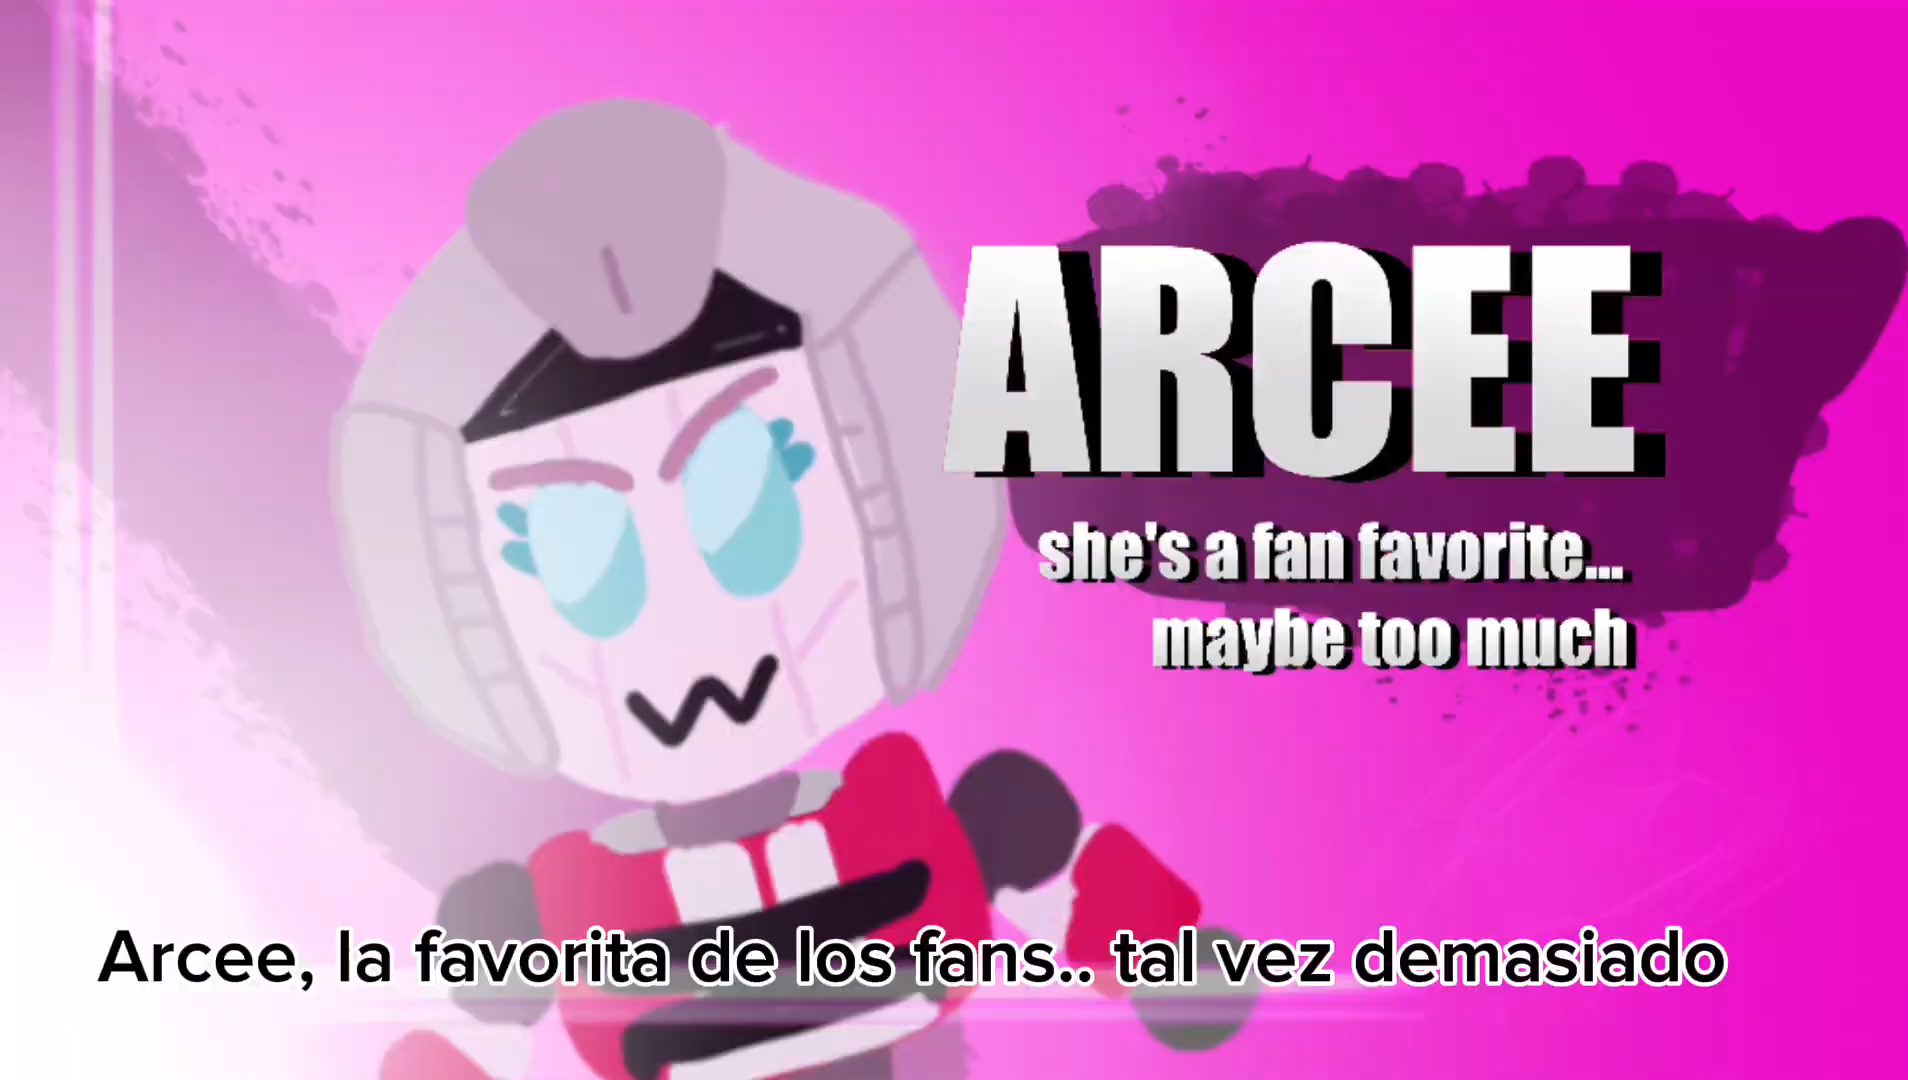 ARCEE
she's a fan favorite...
maybe too much
Arcee, la favorita de los fans.. tal vez demasiado